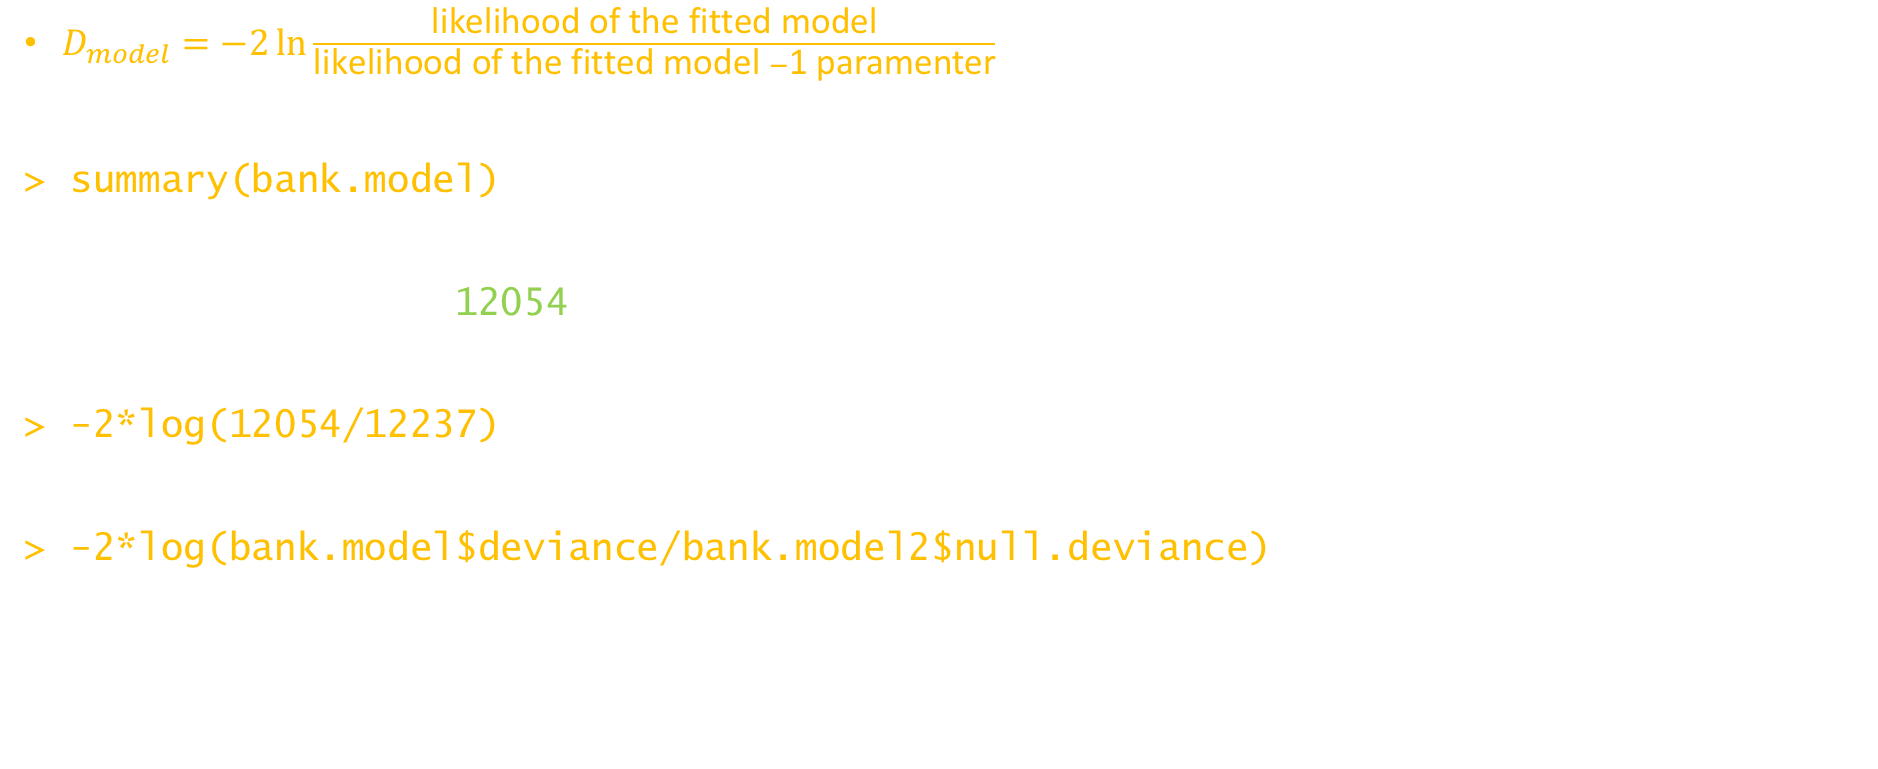 • D_model = −2 ln likelihood of the fitted model / likelihood of the fitted model −1 paramenter
> summary(bank.model)
12054
> -2*log(12054/12237)
> -2*log(bank.model$deviance/bank.model2$null.deviance)